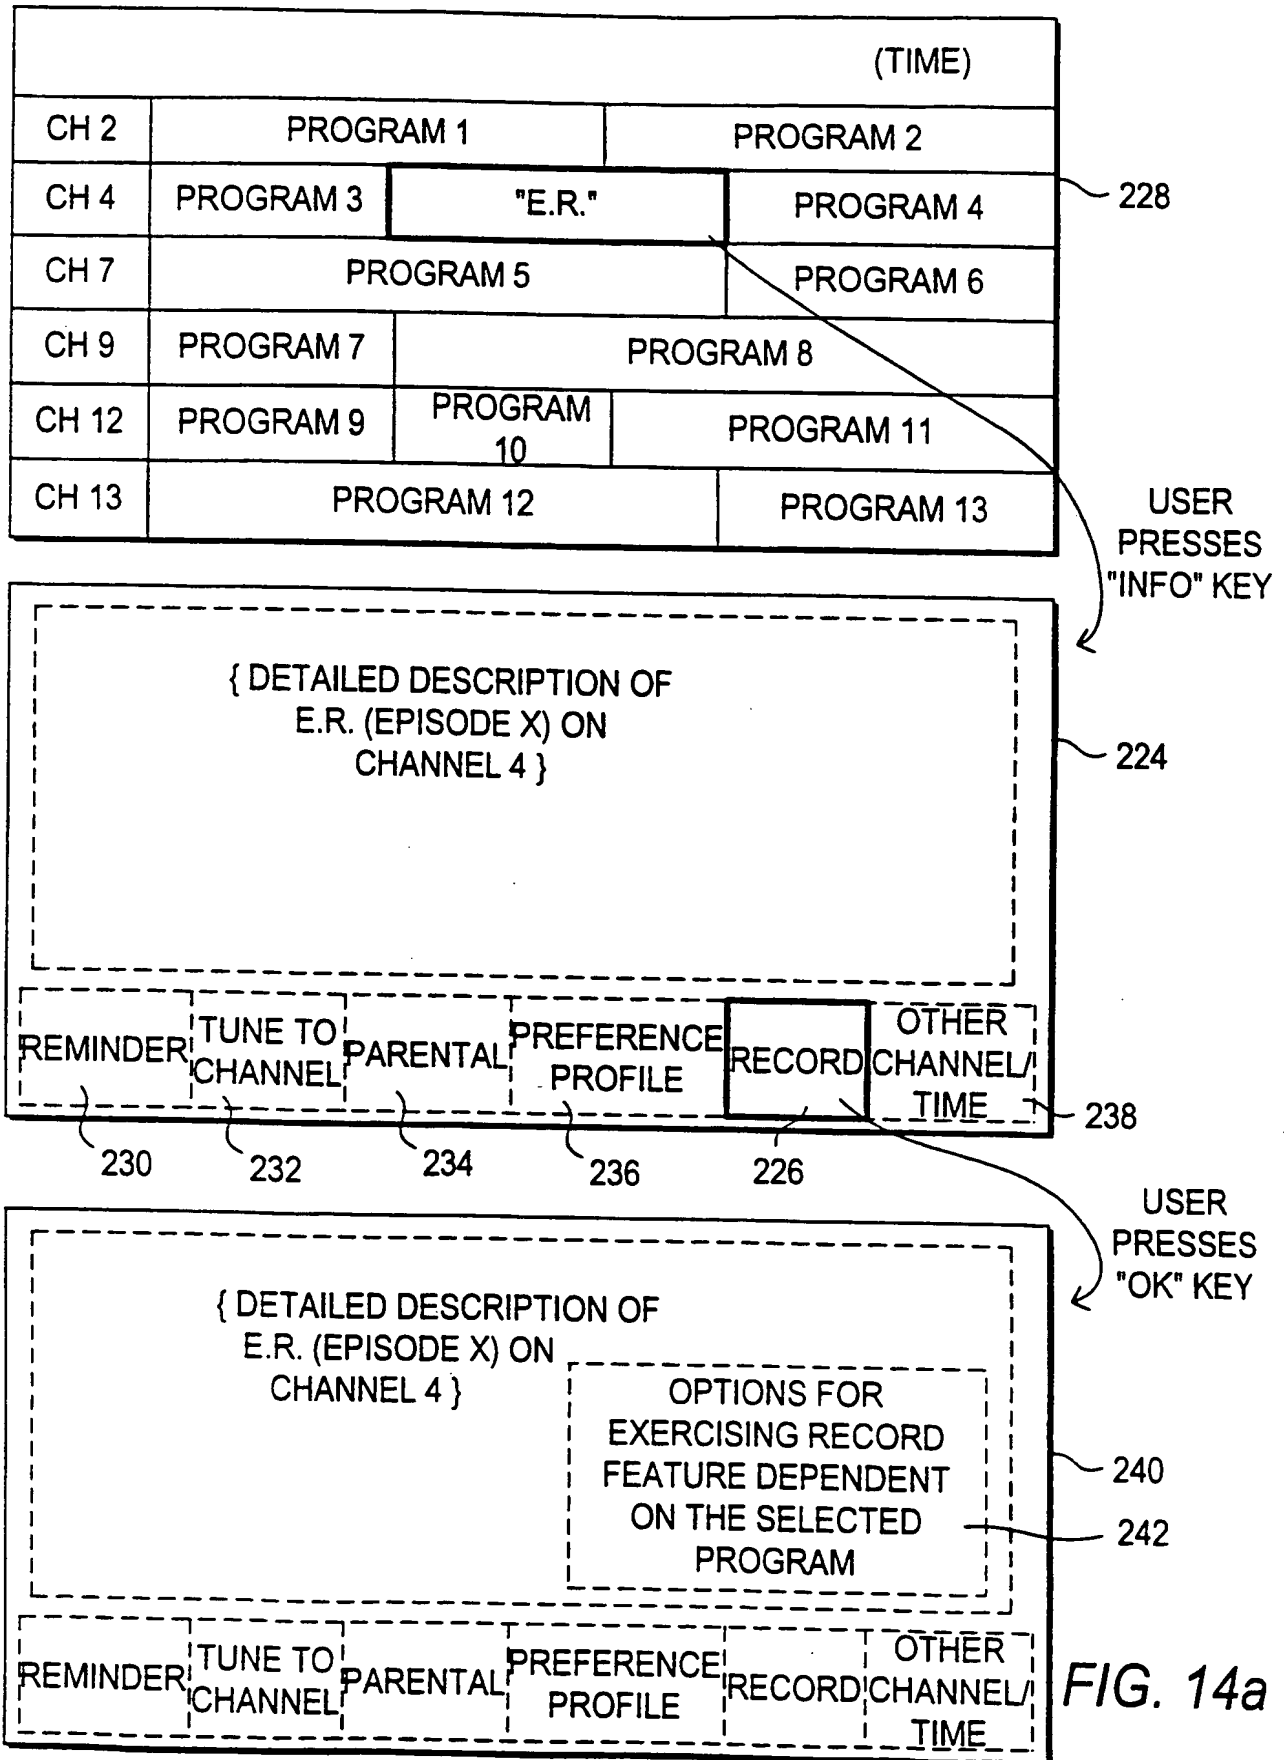 (TIME)
CH 2 PROGRAM 1 PROGRAM 2
CH 4 PROGRAM 3 "E.R." PROGRAM 4
228
CH 7 PROGRAM 5 PROGRAM 6
CH 9 PROGRAM 7 PROGRAM 8
CH 12 PROGRAM 9 PROGRAM
10 PROGRAM 11
CH 13 PROGRAM 12 PROGRAM 13
USER
PRESSES
"INFO" KEY
{ DETAILED DESCRIPTION OF
E.R. (EPISODE X) ON
CHANNEL 4 }
224
REMINDER
TUNE TO
CHANNEL
PARENTAL
PREFERENCE
PROFILE
RECORD
OTHER
CHANNEL/
TIME
230 232 234 236 226 238
USER
PRESSES
"OK" KEY
{ DETAILED DESCRIPTION OF
E.R. (EPISODE X) ON
CHANNEL 4 }
OPTIONS FOR
EXERCISING RECORD
FEATURE DEPENDENT
ON THE SELECTED
PROGRAM
240
242
REMINDER
TUNE TO
CHANNEL
PARENTAL
PREFERENCE
PROFILE
RECORD
OTHER
CHANNEL/
TIME
FIG. 14a